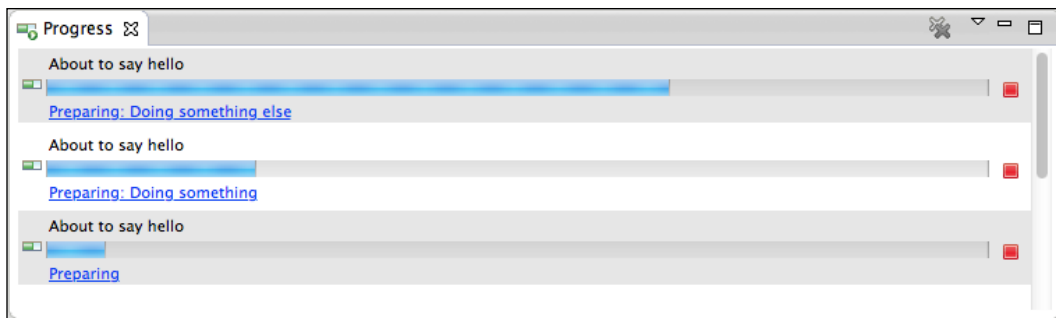 Progress
About to say hello
Preparing: Doing something else
About to say hello
Preparing: Doing something
About to say hello
Preparing